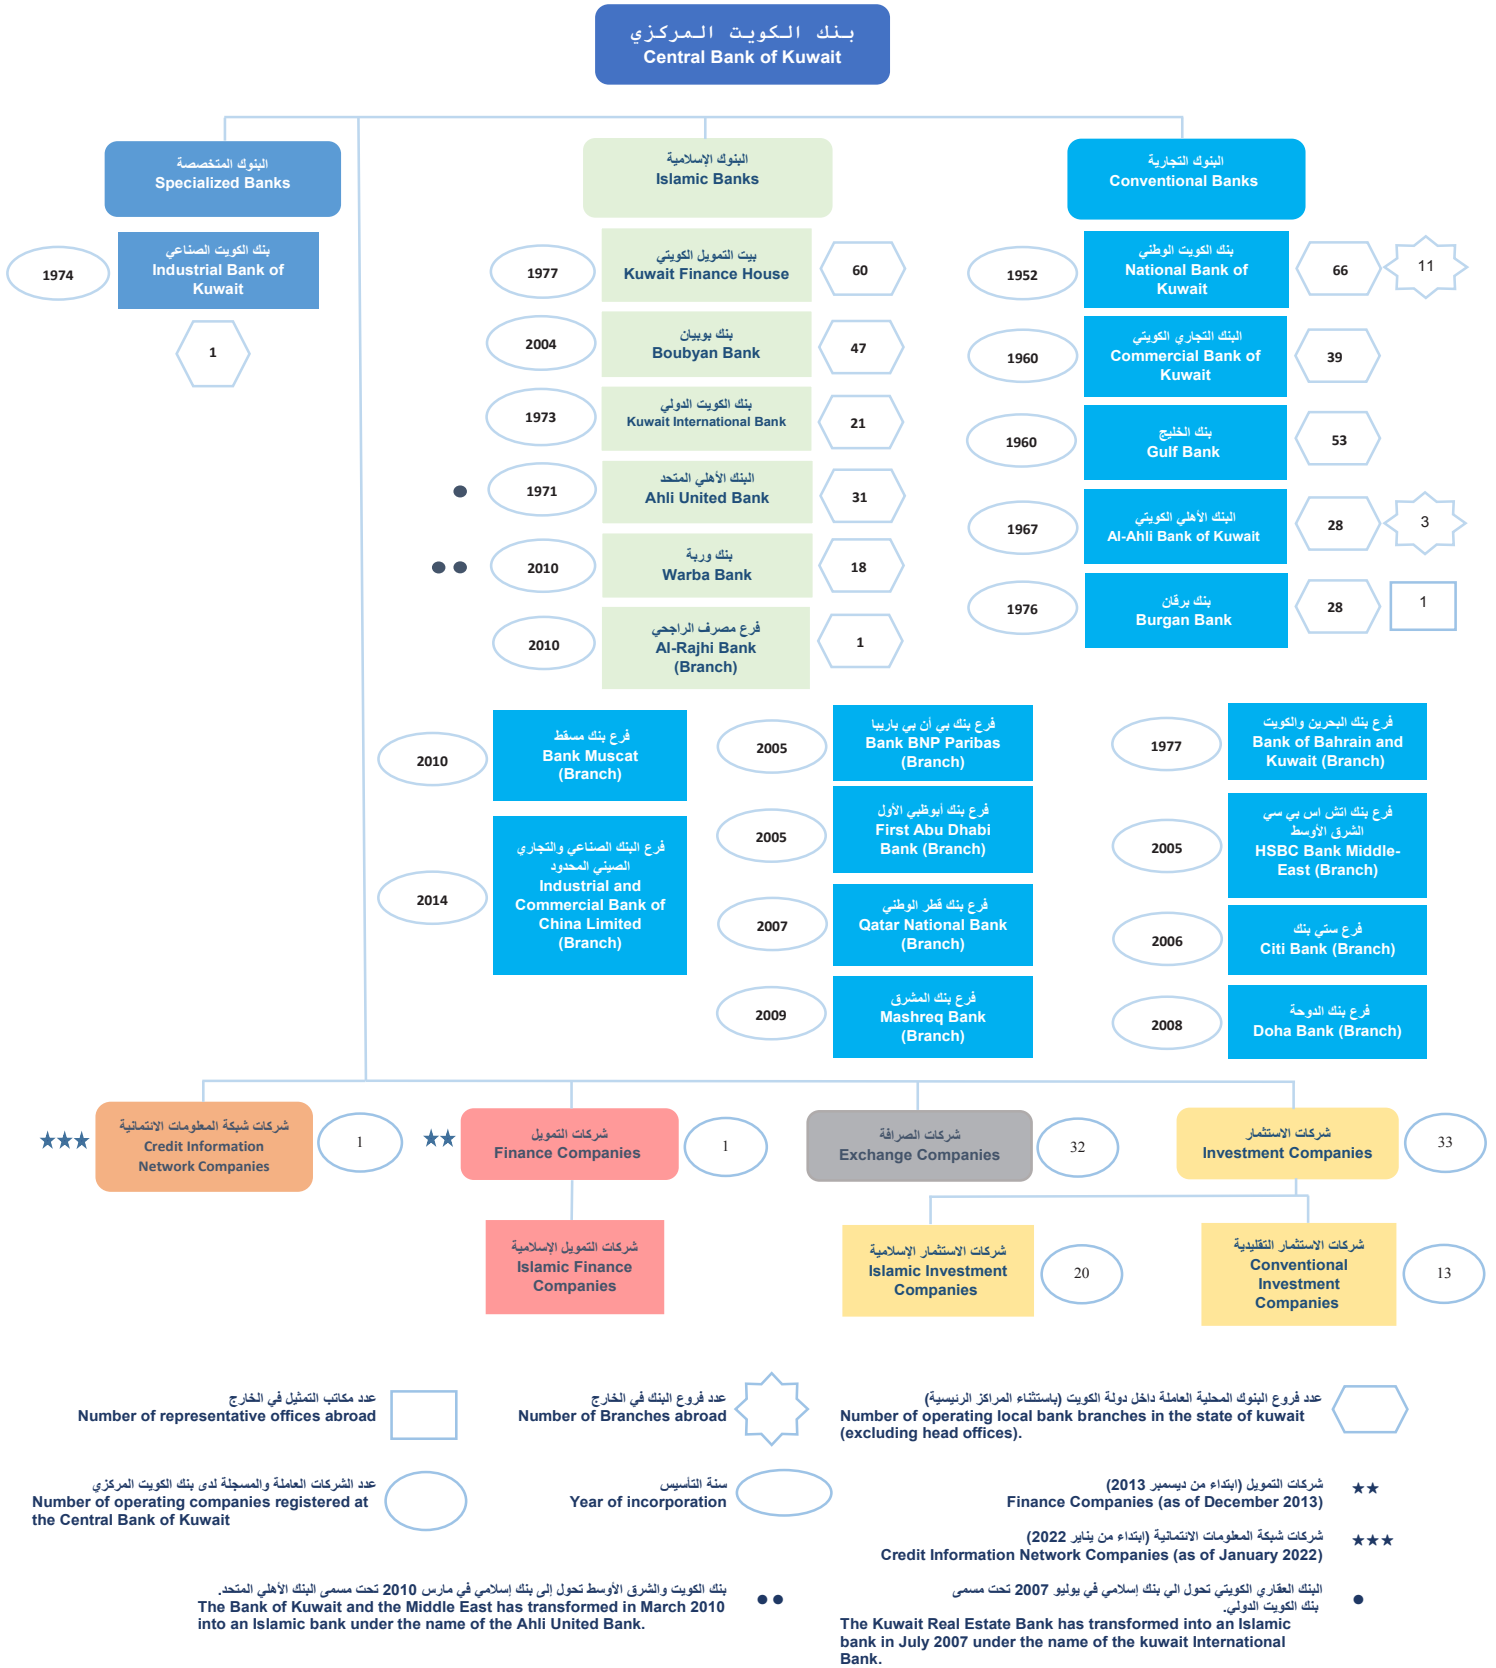 بنك الكويت المركزي
Central Bank of Kuwait
البنوك المتخصصة
Specialized Banks
البنوك الإسلامية
Islamic Banks
البنوك التجارية
Conventional Banks
1974
بنك الكويت الصناعي
Industrial Bank of
Kuwait
1
1977
بيت التمويل الكويتي
Kuwait Finance House
60
2004
بنك بوبيان
Boubyan Bank
47
1973
بنك الكويت الدولي
Kuwait International Bank
21
1971
البنك الأهلي المتحد
Ahli United Bank
31
2010
بنك وربة
Warba Bank
18
2010
فرع مصرف الراجحي
Al-Rajhi Bank
(Branch)
1
1952
بنك الكويت الوطني
National Bank of
Kuwait
66
11
1960
البنك التجاري الكويتي
Commercial Bank of
Kuwait
39
1960
بنك الخليج
Gulf Bank
53
1967
البنك الأهلي الكويتي
Al-Ahli Bank of Kuwait
28
3
1976
بنك برقان
Burgan Bank
28
1
2010
فرع بنك مسقط
Bank Muscat
(Branch)
2014
فرع البنك الصناعي والتجاري
الصيني المحدود
Industrial and
Commercial Bank of
China Limited
(Branch)
2005
فرع بنك بي أن بي باريبا
Bank BNP Paribas
(Branch)
2005
فرع بنك أبوظبي الأول
First Abu Dhabi
Bank (Branch)
2007
فرع بنك قطر الوطني
Qatar National Bank
(Branch)
2009
فرع بنك المشرق
Mashreq Bank
(Branch)
1977
فرع بنك البحرين والكويت
Bank of Bahrain and
Kuwait (Branch)
2005
فرع بنك اتش اس بي سي
الشرق الأوسط
HSBC Bank Middle-
East (Branch)
2006
فرع ستي بنك
Citi Bank (Branch)
2008
فرع بنك الدوحة
Doha Bank (Branch)
★★★
شركات شبكة المعلومات الائتمانية
Credit Information
Network Companies
1
★★
شركات التمويل
Finance Companies
1
شركات الصرافة
Exchange Companies
32
شركات الاستثمار
Investment Companies
33
شركات التمويل الإسلامية
Islamic Finance
Companies
شركات الاستثمار الإسلامية
Islamic Investment
Companies
20
شركات الاستثمار التقليدية
Conventional
Investment
Companies
13
عدد مكاتب التمثيل في الخارج
Number of representative offices abroad
عدد فروع البنك في الخارج
Number of Branches abroad
عدد فروع البنوك المحلية العاملة داخل دولة الكويت (باستثناء المراكز الرئيسية)
Number of operating local bank branches in the state of kuwait
(excluding head offices).
عدد الشركات العاملة والمسجلة لدى بنك الكويت المركزي
Number of operating companies registered at
the Central Bank of Kuwait
سنة التأسيس
Year of incorporation
شركات التمويل (ابتداء من ديسمبر 2013)
Finance Companies (as of December 2013)
★★
شركات شبكة المعلومات الائتمانية (ابتداء من يناير 2022)
Credit Information Network Companies (as of January 2022)
★★★
بنك الكويت والشرق الأوسط تحول إلى بنك إسلامي في مارس 2010 تحت مسمى البنك الأهلي المتحد.
The Bank of Kuwait and the Middle East has transformed in March 2010
into an Islamic bank under the name of the Ahli United Bank.
●●
البنك العقاري الكويتي تحول الي بنك إسلامي في يوليو 2007 تحت مسمى
بنك الكويت الدولي.
The Kuwait Real Estate Bank has transformed into an Islamic
bank in July 2007 under the name of the kuwait International
Bank.
●